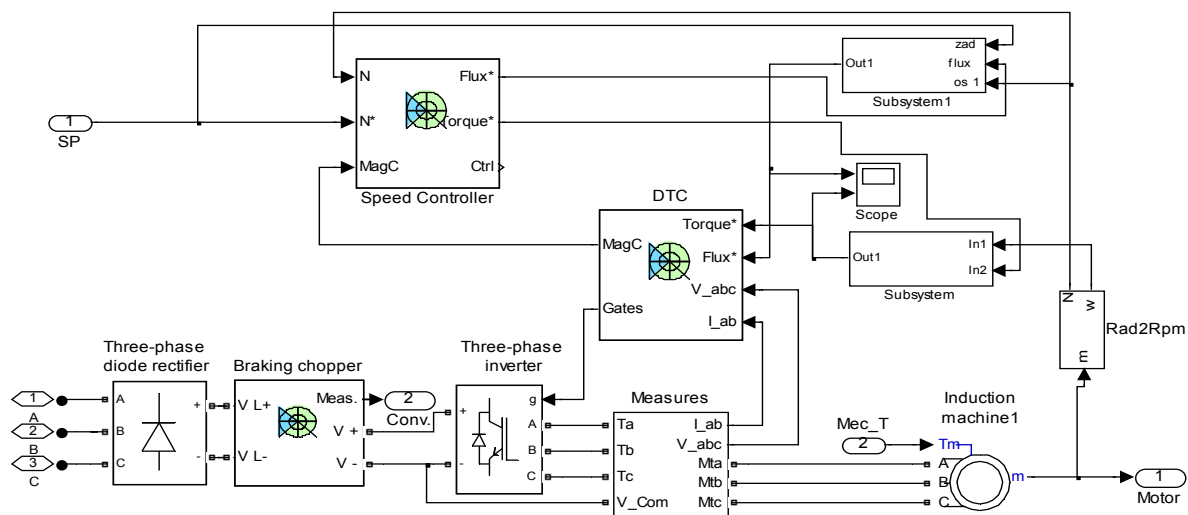 zad
flux
os 1
Out1
Subsystem1
N
Flux*
N*
Torque*
MagC
Ctrl
Speed Controller
1
SP
Scope
DTC
Torque*
MagC
Flux*
V_abc
Gates
I_ab
In1
Out1
In2
Subsystem
N
w
m
Rad2Rpm
Three-phase
diode rectifier
A
B
C
+
-
1
A
2
B
3
C
Braking chopper
V L+
V L-
Meas.
V +
V -
2
Conv.
Three-phase
inverter
g
+
-
A
B
C
Measures
Ta
Tb
Tc
V_Com
I_ab
V_abc
Mta
Mtb
Mtc
Mec_T
2
Induction
machine1
Tm
A
B
C
m
1
Motor